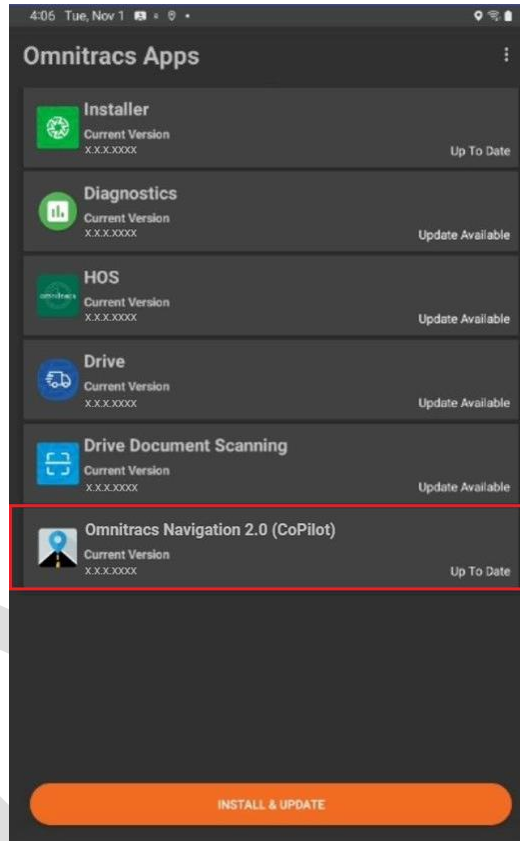 4:06 Tue, Nov 1
Omnitracs Apps
Installer
Current Version
x.x.x.xxxx
Up To Date
Diagnostics
Current Version
x.x.x.xxxx
Update Available
omnitracs
HOS
Current Version
x.x.x.xxxx
Update Available
Drive
Current Version
x.x.x.xxxx
Update Available
Drive Document Scanning
Current Version
x.x.x.xxxx
Update Available
Omnitracs Navigation 2.0 (CoPilot)
Current Version
x.x.x.xxxx
Up To Date
INSTALL & UPDATE